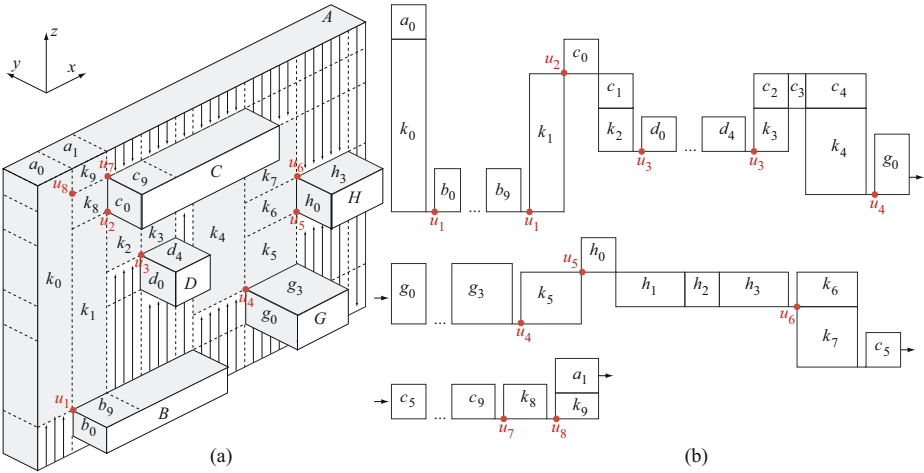 z
y
x
A
a0
a1
u7
k9
c9
C
u8
k8
c0
u2
k7
u6
h3
h0
H
k2
k3
k4
k6
u5
k0
u3
d4
d0
D
k5
k1
u4
g3
g0
G
u1
b9
b0
B
(a)
a0
k0
u1
b0
...
b9
u1
k1
u2
c0
c1
k2
u3
d0
...
d4
u3
c2
c3
c4
k3
k4
u4
g0
g0
...
g3
u4
k5
u5
h0
h1
h2
h3
u6
k6
k7
c5
c5
...
c9
u7
k8
u8
a1
k9
(b)